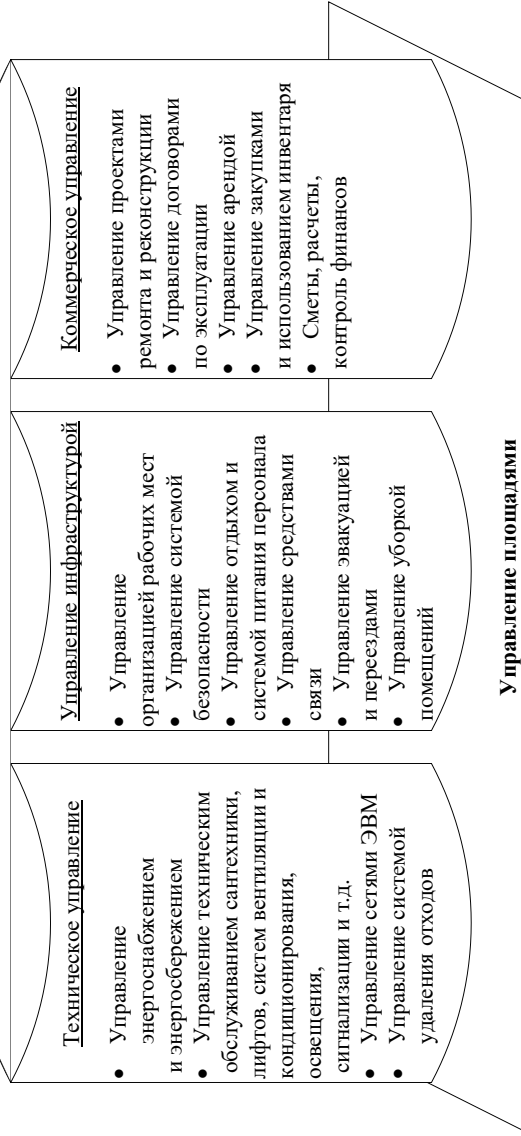 Техническое управление
• Управление
энергоснабжением
и энергосбережением
• Управление техническим
обслуживанием сантехники,
лифтов, систем вентиляции и
кондиционирования,
освещения,
сигнализации и т.д.
• Управление сетями ЭВМ
• Управление системой
удаления отходов
Управление инфраструктурой
• Управление
организацией рабочих мест
• Управление системой
безопасности
• Управление отдыхом и
системой питания персонала
• Управление средствами
связи
• Управление эвакуацией
и переездами
• Управление уборкой
помещений
Коммерческое управление
• Управление проектами
ремонта и реконструкции
• Управление договорами
по эксплуатации
• Управление арендой
• Управление закупками
и использованием инвентаря
• Сметы, расчеты,
контроль финансов
Управление площадями